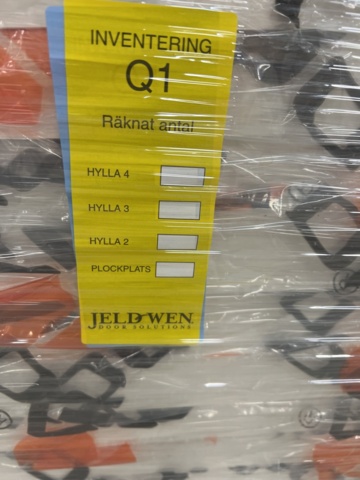 INVENTERING
Q1
Räknat antal
HYLLA 4
HYLLA 3
HYLLA 2
PLOCKPLATS
JELD-WEN
DOOR SOLUTIONS